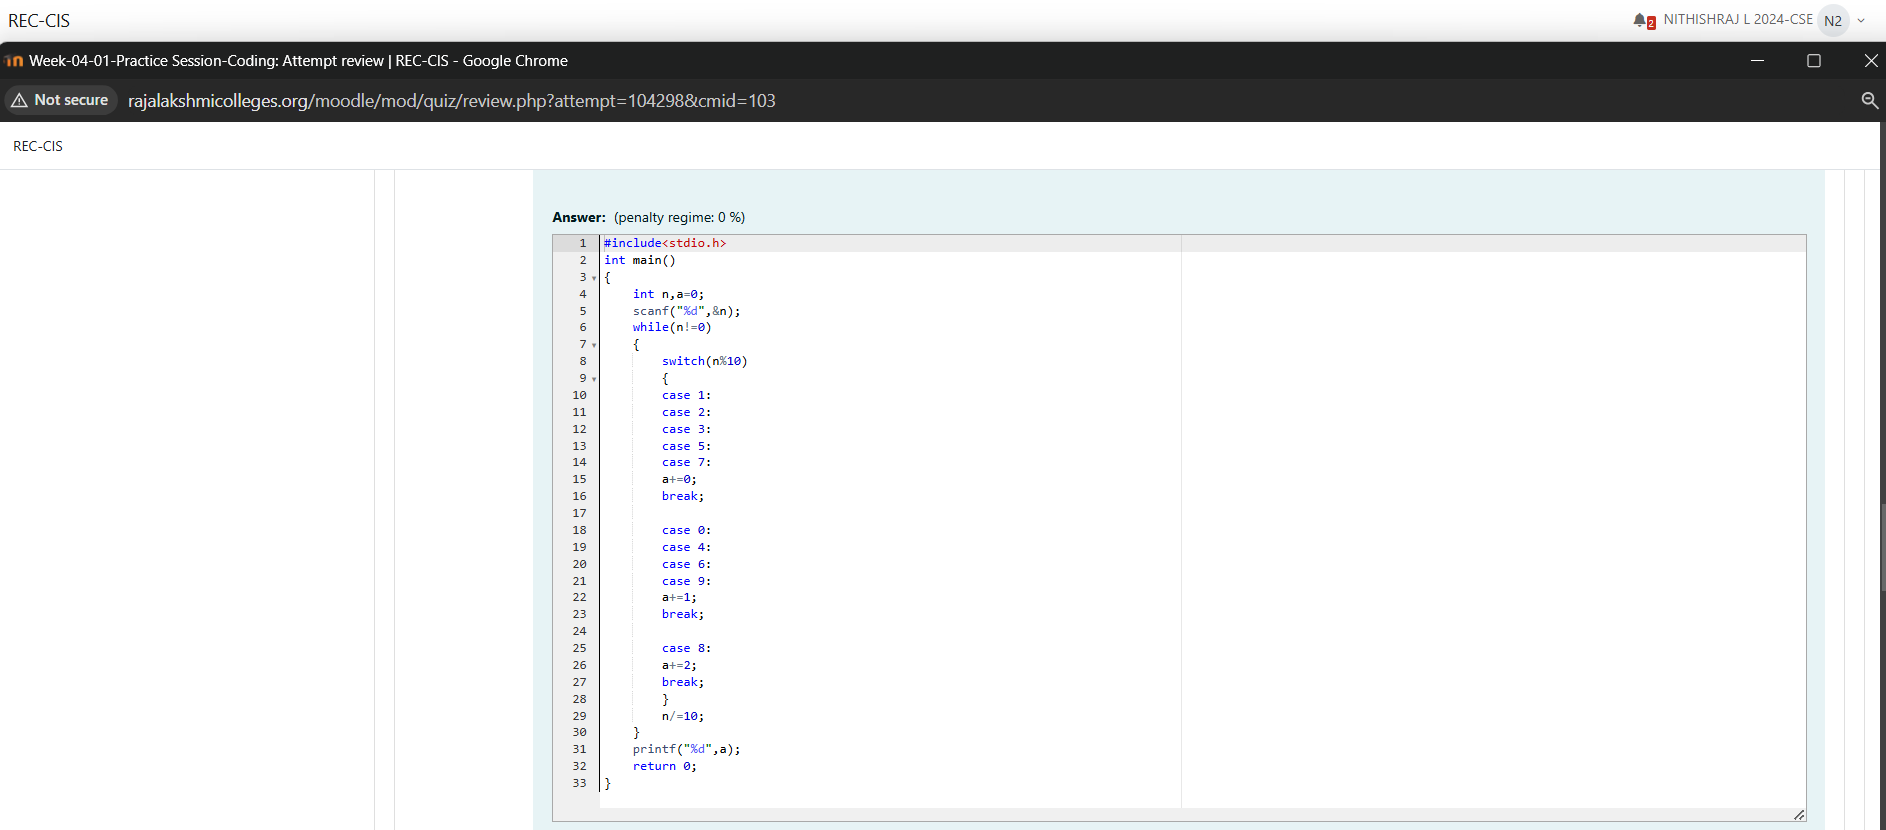 REC-CIS
2 NITHISHRAJ L 2024-CSE N2
Week-04-01-Practice Session-Coding: Attempt review | REC-CIS - Google Chrome
Not secure rajalakshmicolleges.org/moodle/mod/quiz/review.php?attempt=104298&cmid=103
REC-CIS
Answer: (penalty regime: 0 %)
1 #include<stdio.h>
2 int main()
3 {
4 int n,a=0;
5 scanf("%d",&n);
6 while(n!=0)
7 {
8 switch(n%10)
9 {
10 case 1:
11 case 2:
12 case 3:
13 case 5:
14 case 7:
15 a+=0;
16 break;
17
18 case 0:
19 case 4:
20 case 6:
21 case 9:
22 a+=1;
23 break;
24
25 case 8:
26 a+=2;
27 break;
28 }
29 n/=10;
30 }
31 printf("%d",a);
32 return 0;
33 }